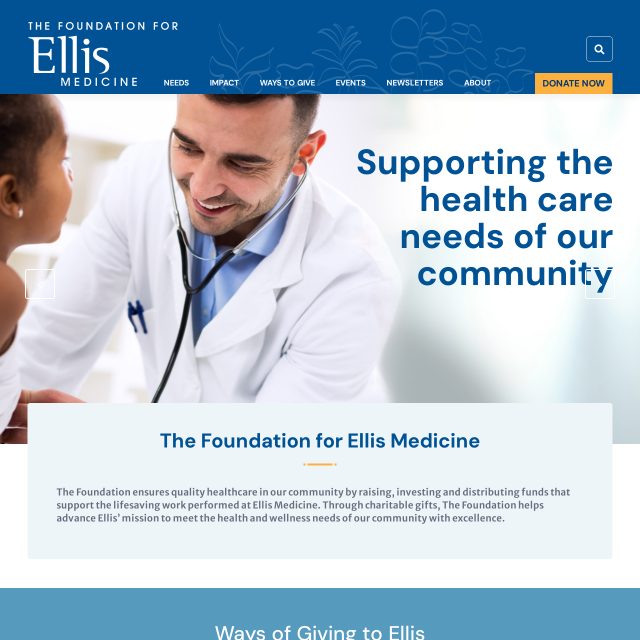 THE FOUNDATION FOR
Ellis
MEDICINE
NEEDS IMPACT WAYS TO GIVE EVENTS NEWSLETTERS ABOUT DONATE NOW
Supporting the
health care
needs of our
community
The Foundation for Ellis Medicine
The Foundation ensures quality healthcare in our community by raising, investing and distributing funds that
support the lifesaving work performed at Ellis Medicine. Through charitable gifts, The Foundation helps
advance Ellis’ mission to meet the health and wellness needs of our community with excellence.
Ways of Giving to Ellis